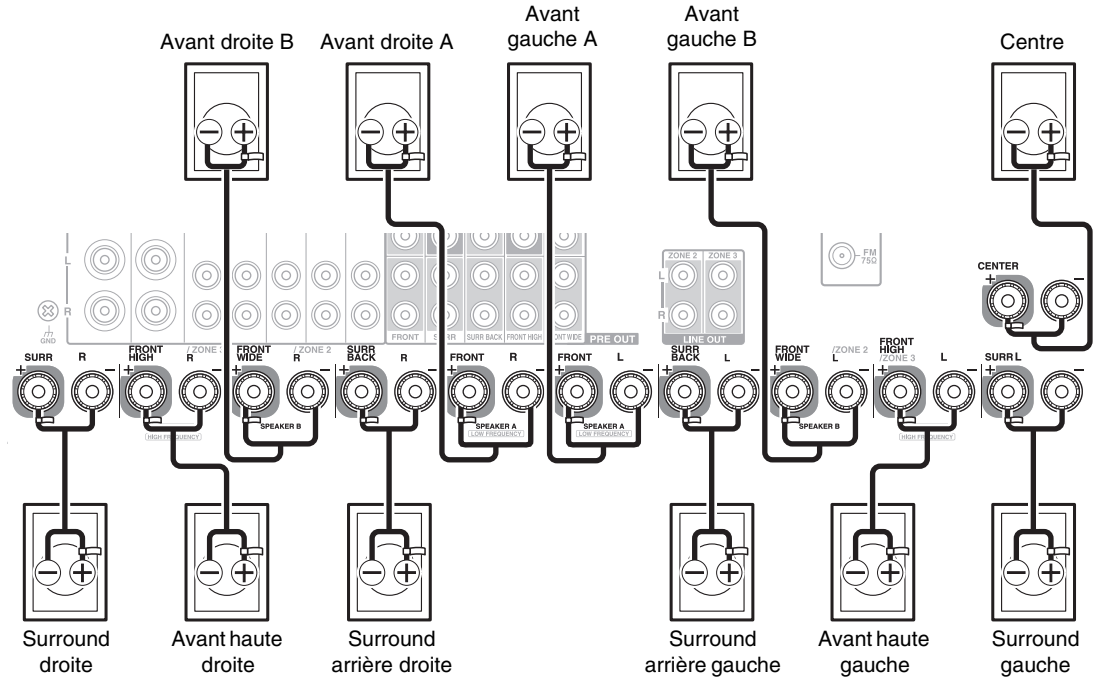 Avant droite B
Avant droite A
Avant
gauche A
Avant
gauche B
Centre
− +
− +
− +
− +
− +
L
R
GND
FRONT
SURR
SURR BACK
FRONT HIGH
PRE OUT
ZONE 2
ZONE 3
L
R
LINE OUT
FM
75Ω
CENTER
+ −
SURR R
+ −
FRONT
HIGH
/ZONE 3
R
+ −
HIGH FREQUENCY
FRONT
WIDE
/ZONE 2
R
+ −
SPEAKER B
SURR
BACK
R
+ −
FRONT R
+ −
SPEAKER A
LOW FREQUENCY
FRONT L
+ −
SPEAKER A
LOW FREQUENCY
SURR
BACK
L
+ −
FRONT
WIDE
/ZONE 2
L
+ −
SPEAKER B
FRONT
HIGH
/ZONE 3
L
+ −
HIGH FREQUENCY
SURR L
+ −
− +
− +
− +
− +
− +
− +
Surround
droite
Avant haute
droite
Surround
arrière droite
Surround
arrière gauche
Avant haute
gauche
Surround
gauche